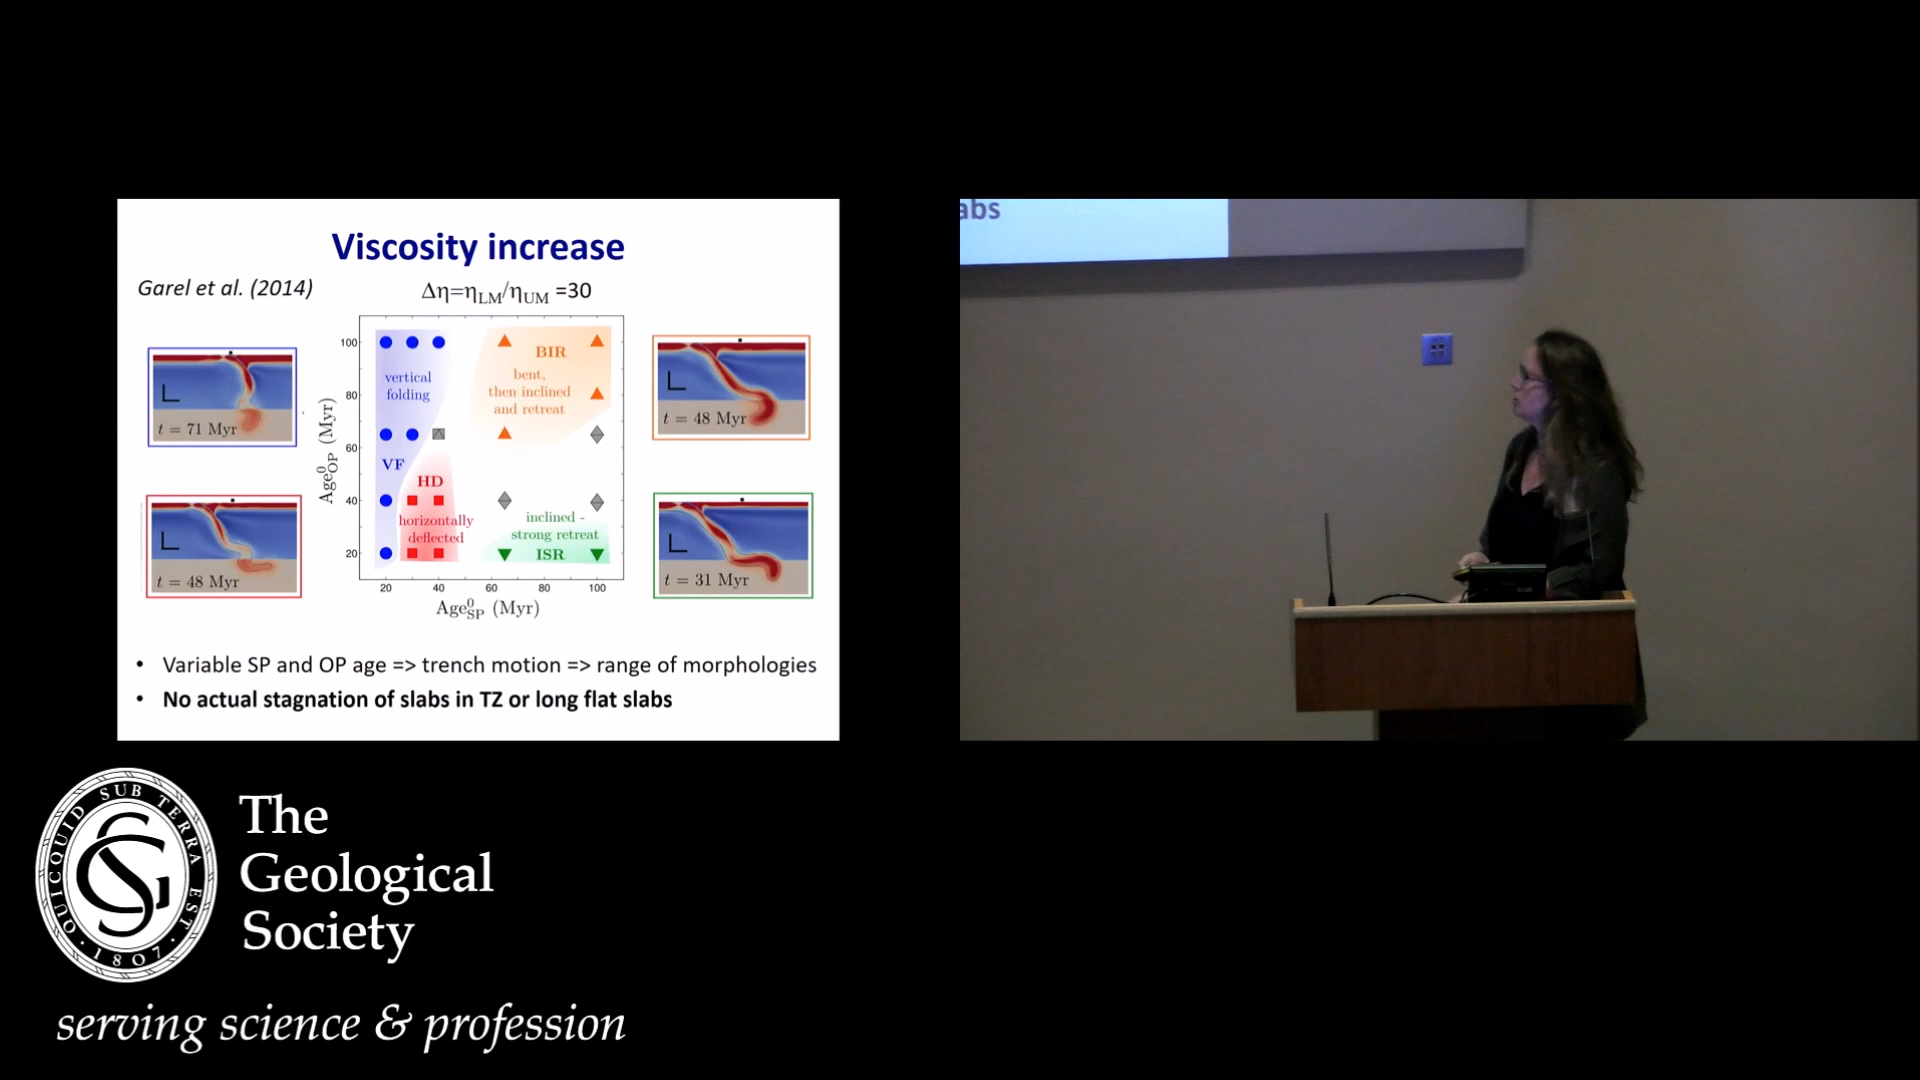 Viscosity increase
Garel et al. (2014)
Δη=ηLM/ηUM =30
t = 71 Myr
t = 48 Myr
Age⁰OP (Myr)
100
80
60
40
20
vertical
folding
VF
HD
horizontally
deflected
BIR
bent,
then inclined
and retreat
inclined -
strong retreat
ISR
20
40
60
80
100
Age⁰SP (Myr)
t = 48 Myr
t = 31 Myr
• Variable SP and OP age => trench motion => range of morphologies
• No actual stagnation of slabs in TZ or long flat slabs
abs
QUICQUID SUB TERRA EST
1807
The
Geological
Society
serving science & profession